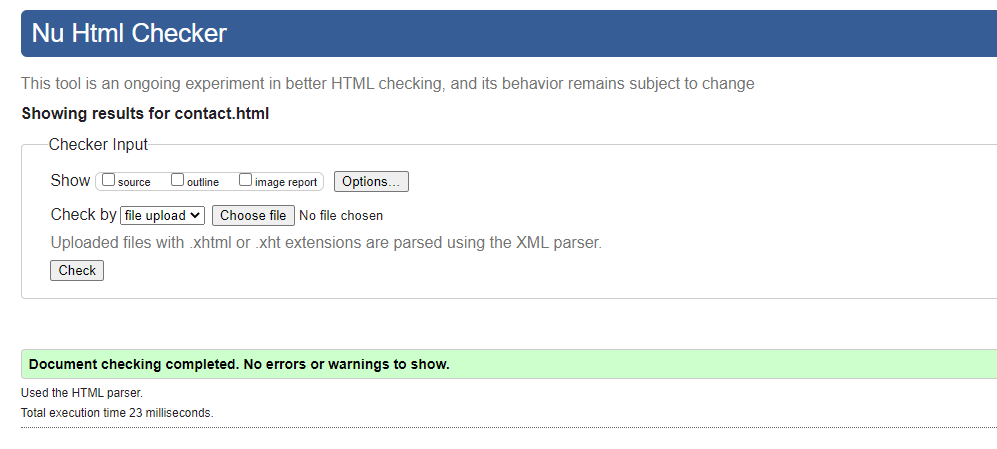 Nu Html Checker
This tool is an ongoing experiment in better HTML checking, and its behavior remains subject to change
Showing results for contact.html
Checker Input
Show source outline image report Options...
Check by file upload Choose file No file chosen
Uploaded files with .xhtml or .xht extensions are parsed using the XML parser.
Check
Document checking completed. No errors or warnings to show.
Used the HTML parser.
Total execution time 23 milliseconds.